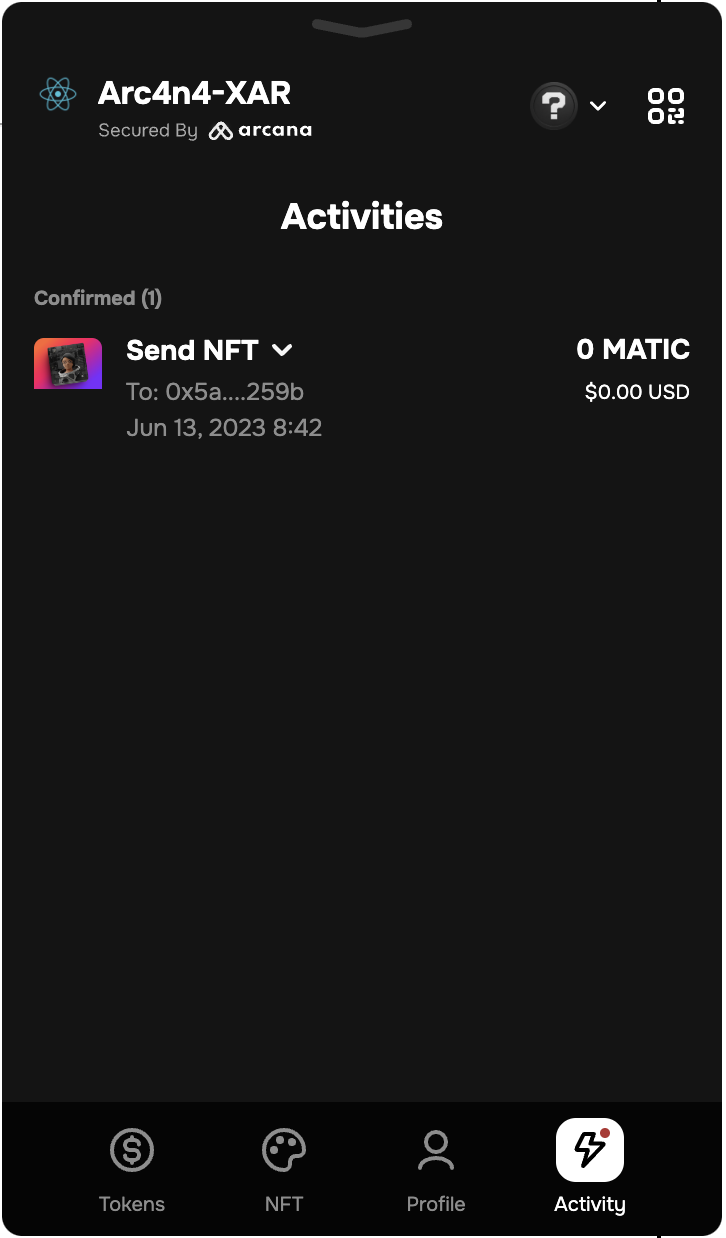 Arc4n4-XAR
Secured By arcana
Activities
Confirmed (1)
Send NFT
0 MATIC
To: 0x5a....259b
$0.00 USD
Jun 13, 2023 8:42
Tokens
NFT
Profile
Activity